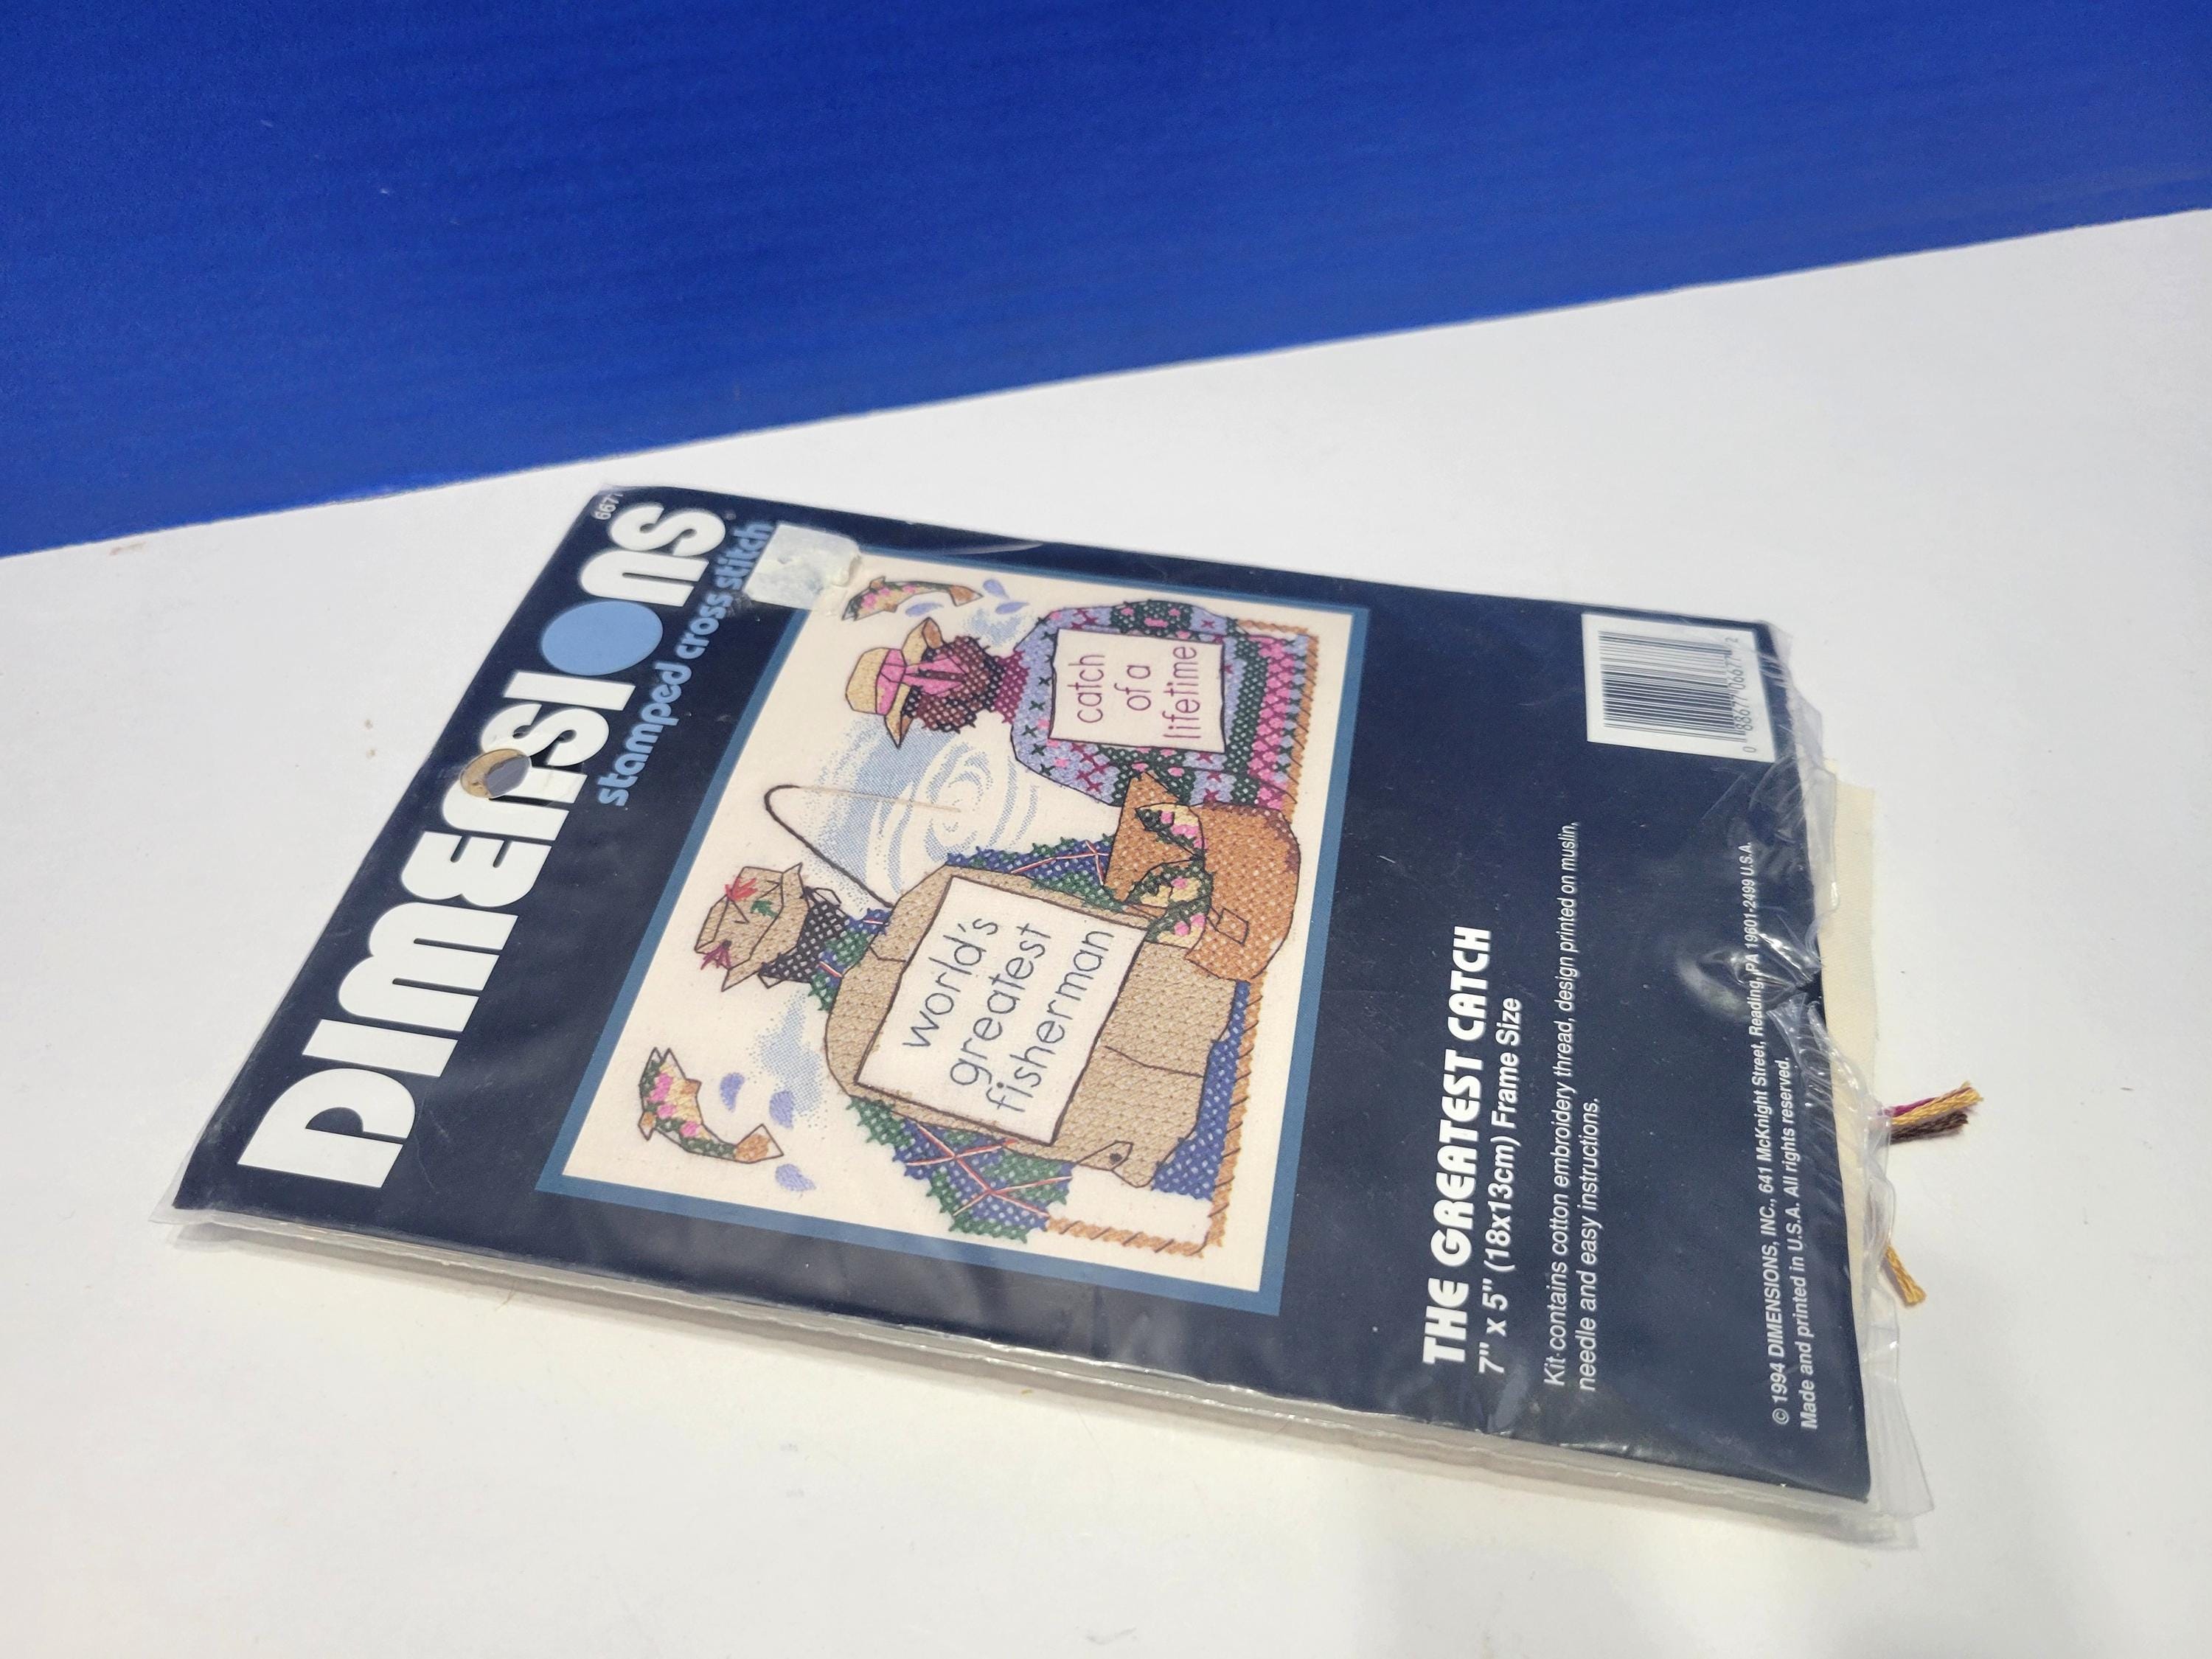 DIMENSIONS
stamped cross stitch
world's
greatest
fisherman
catch
of a
lifetime
THE GREATEST CATCH
7" x 5" (18x13cm) Frame Size
Kit contains cotton embroidery thread, design printed on muslin,
needle and easy instructions.
© 1994 DIMENSIONS, INC., 641 McKnight Street, Reading, PA 19601-2499 U.S.A.
Made and printed in U.S.A. All rights reserved.